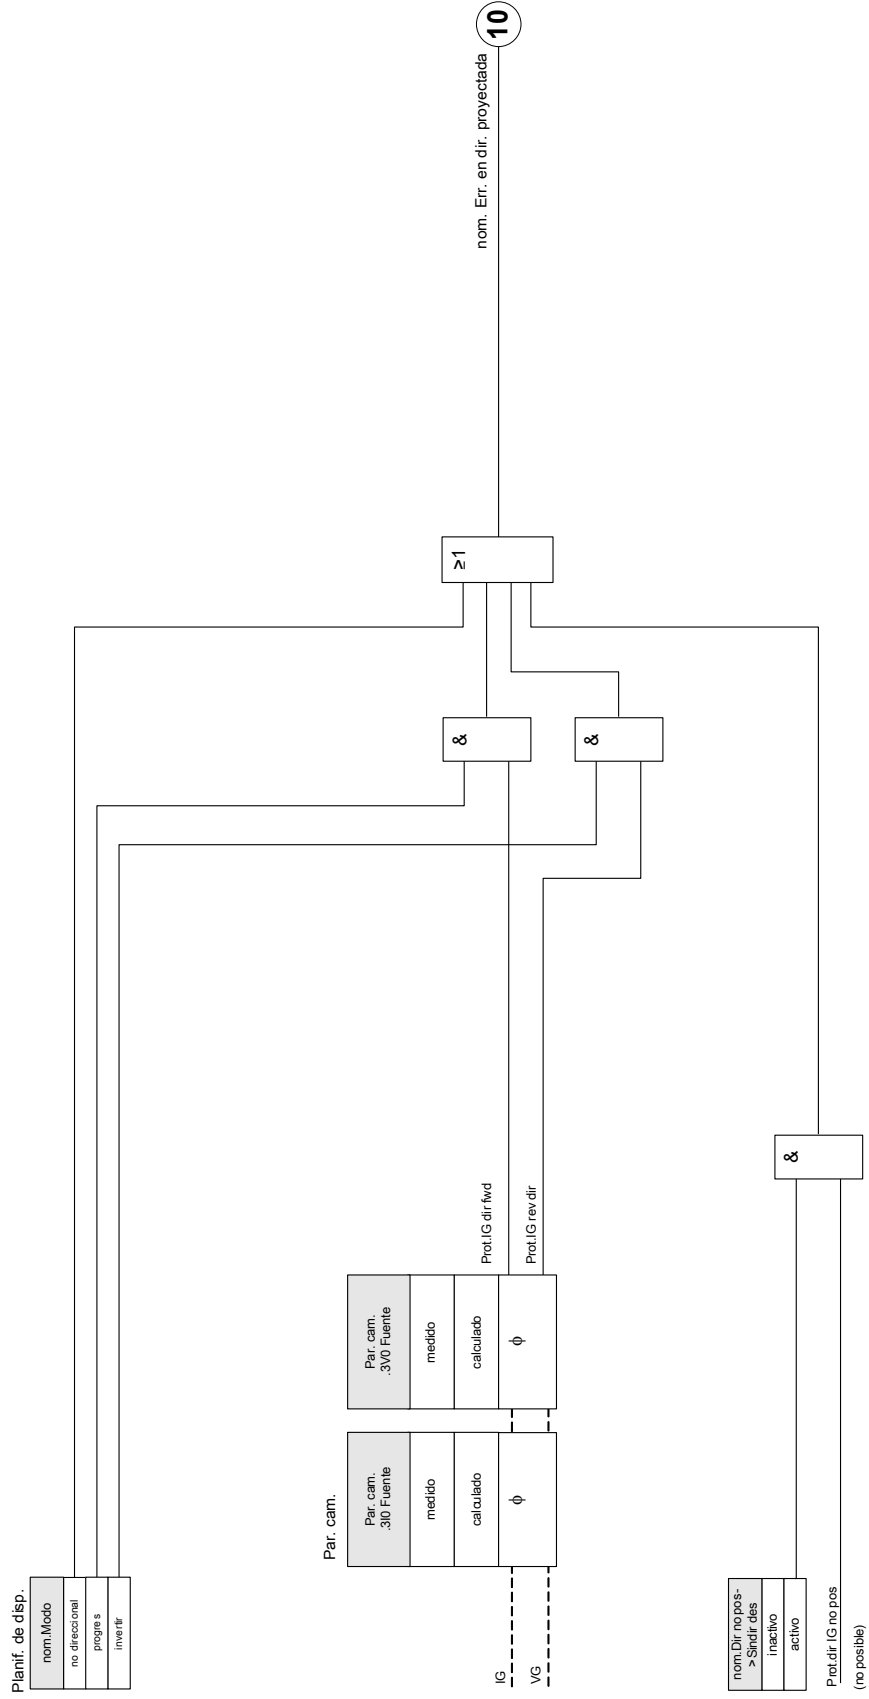 Planif. de disp.
nom.Modo
no direccional
progres
invertir
Par. cam.
Par. cam.
.3I0 Fuente
medido
calculado
ϕ
Par. cam.
.3V0 Fuente
medido
calculado
ϕ
IG
VG
Prot.IG dir fwd
Prot.IG rev dir
nom.Dir no pos-
> Sindir des
inactivo
activo
Prot.dir IG no pos
(no posible)
&
&
&
≥1
nom. Err. en dir. proyectada
10